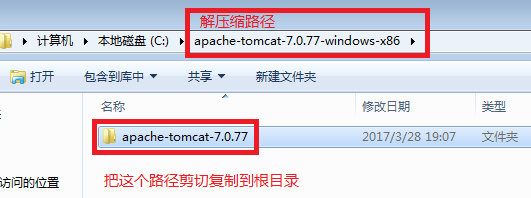 解压缩路径
计算机 本地磁盘 (C:) apache-tomcat-7.0.77-windows-x86
打开 包含到库中 共享 新建文件夹
名称 修改日期 类型
apache-tomcat-7.0.77 2017/3/28 19:07 文件夹
访问的位置 把这个路径剪切复制到根目录